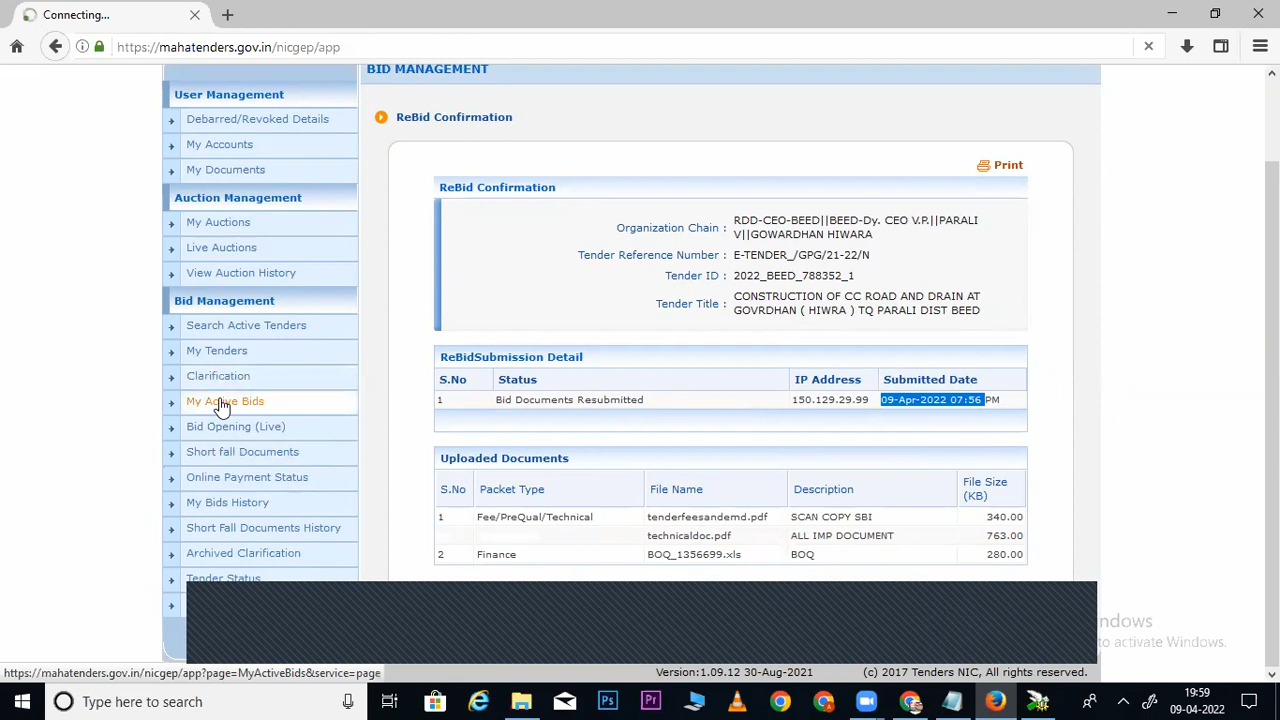 Connecting...
https://mahatenders.gov.in/nicgep/app
BID MANAGEMENT
User Management
Debarred/Revoked Details
My Accounts
My Documents
Auction Management
My Auctions
Live Auctions
View Auction History
Bid Management
Search Active Tenders
My Tenders
Clarification
My Active Bids
Bid Opening (Live)
Short fall Documents
Online Payment Status
My Bids History
Short Fall Documents History
Archived Clarification
Tender Status
ReBid Confirmation
Print
ReBid Confirmation
Organization Chain : RDD-CEO-BEED||BEED-Dy. CEO V.P.||PARALI
V||GOWARDHAN HIWARA
Tender Reference Number : E-TENDER_/GPG/21-22/N
Tender ID : 2022_BEED_788352_1
Tender Title : CONSTRUCTION OF CC ROAD AND DRAIN AT
GOVRDHAN ( HIWRA ) TQ PARALI DIST BEED
ReBidSubmission Detail
S.No Status IP Address Submitted Date
1 Bid Documents Resubmitted 150.129.29.99 09-Apr-2022 07:56 PM
Uploaded Documents
S.No Packet Type File Name Description File Size
(KB)
1 Fee/PreQual/Technical tenderfeesandemd.pdf SCAN COPY SBI 340.00
technicaldoc.pdf ALL IMP DOCUMENT 763.00
2 Finance BOQ_1356699.xls BOQ 280.00
ndows
to activate Windows.
https://mahatenders.gov.in/nicgep/app?page=MyActiveBids&service=page
Version:1.09.12 30-Aug-2021 (c) 2017 Tenders NIC, All rights reserved.
Type here to search
19:59
09-04-2022